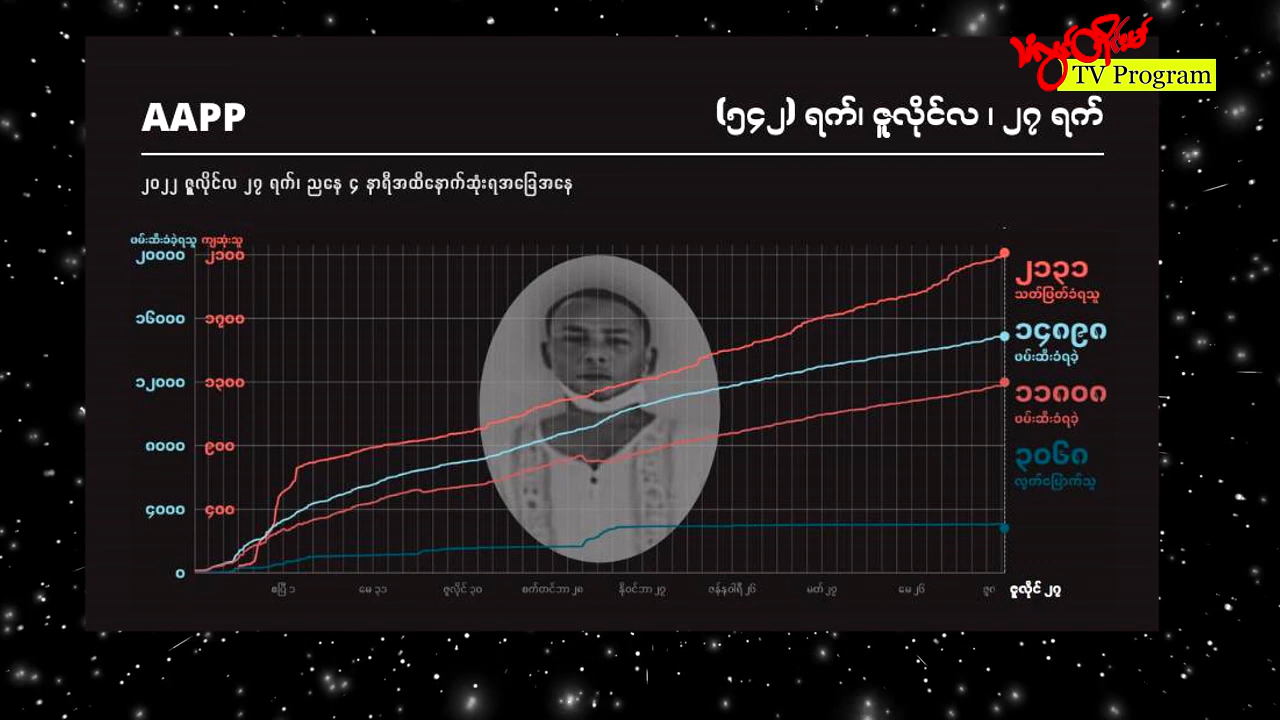 TV Program
AAPP
(၅၄၂) ရက်၊ ဇူလိုင်လ ၊ ၂၇ ရက်
၂၀၂၂ ဇူလိုင်လ ၂၇ ရက်၊ ညနေ ၄ နာရီအထိနောက်ဆုံးရအခြေအနေ
ဖမ်းဆီးခံခဲ့ရသူ ကျဆုံးသူ
၂၀၀၀၀ ၂၁၀၀
၁၆၀၀၀ ၁၇၀၀
၁၂၀၀၀ ၁၃၀၀
၈၀၀၀ ၉၀၀
၄၀၀၀ ၄၀၀
၀
၂၁၃၁
သတ်ဖြတ်ခံရသူ
၁၄၈၉၈
ဖမ်းဆီးခံရခဲ့
၁၁၈၀၈
ဖမ်းဆီးခံရခဲ့
၃၀၆၈
လွတ်မြောက်သူ
ဧပြီ ၁ မေ ၃၁ ဇူလိုင် ၃၀ စက်တင်ဘာ ၂၈ နိုဝင်ဘာ ၂၇ ဇန်နဝါရီ ၂၆ မတ် ၂၇ မေ ၂၆ ဇူလိုင် ၂၇